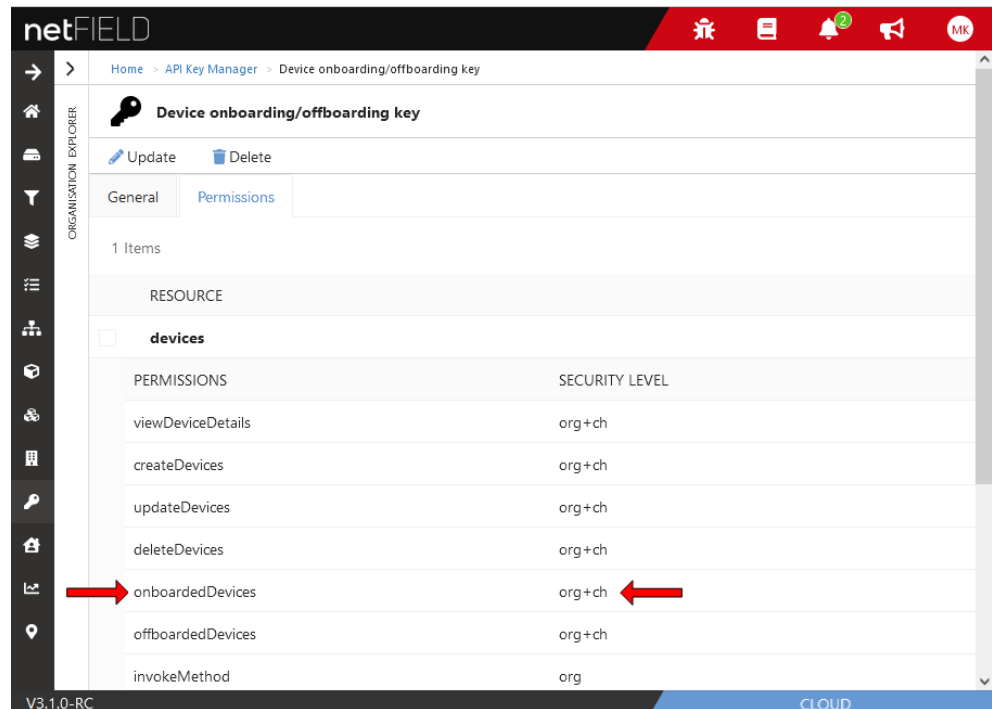 netFIELD
2
MK
Home > API Key Manager > Device onboarding/offboarding key
ORGANISATION EXPLORER
Device onboarding/offboarding key
Update Delete
General Permissions
1 Items
RESOURCE
devices
PERMISSIONS SECURITY LEVEL
viewDeviceDetails org+ch
createDevices org+ch
updateDevices org+ch
deleteDevices org+ch
onboardedDevices org+ch
offboardedDevices org+ch
invokeMethod org
V3.1.0-RC CLOUD